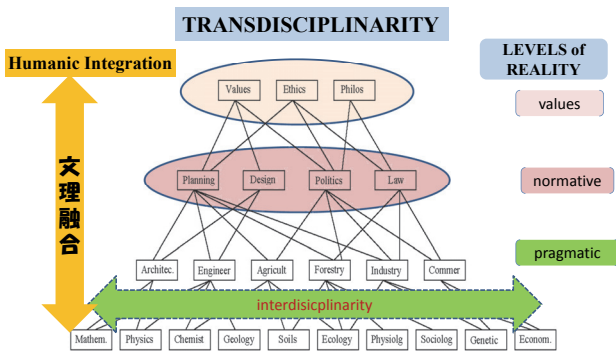 TRANSDISCIPLINARITY
Humanic Integration
LEVELS of
REALITY
Values Ethics Philos
values
文理融合
Planning Design Politics Law
normative
pragmatic
Architec. Engineer Agricult Forestry Industry Commer
interdisicplinarity
Mathem. Physics Chemist Geology Soils Ecology Physiolg Sociolog Genetic Econom.